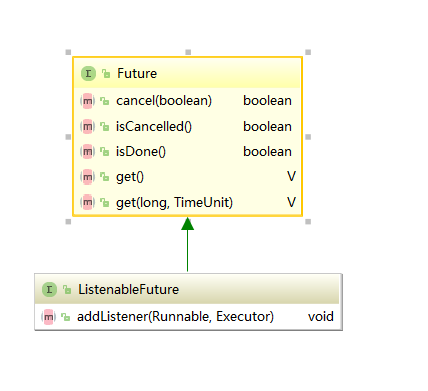 I Future
m cancel(boolean) boolean
m isCancelled() boolean
m isDone() boolean
m get() V
m get(long, TimeUnit) V
I ListenableFuture
m addListener(Runnable, Executor) void